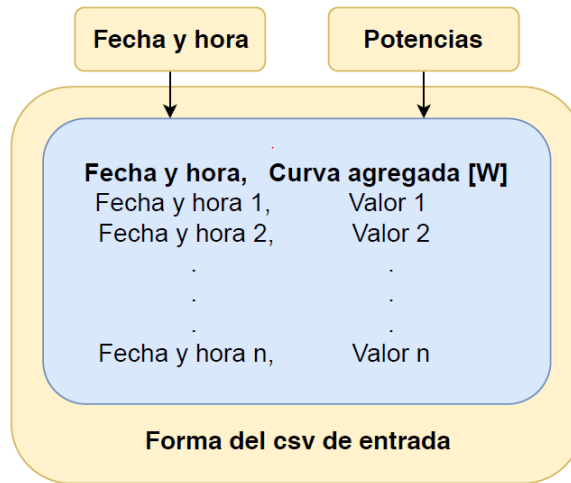 Fecha y hora
Potencias
Fecha y hora, Curva agregada [W]
Fecha y hora 1, Valor 1
Fecha y hora 2, Valor 2
. .
. .
. .
Fecha y hora n, Valor n
Forma del csv de entrada